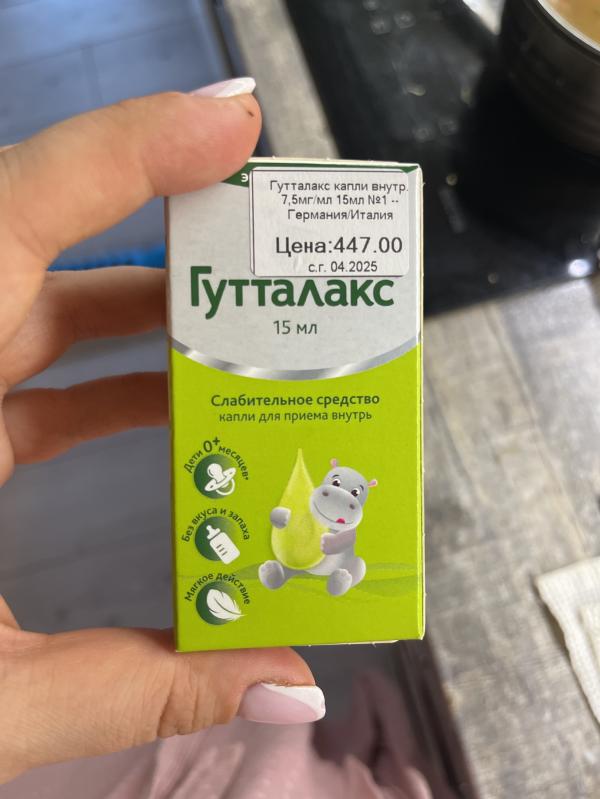 Гутталакс капли внутр.
7,5мг/мл 15мл №1 --
Германия/Италия
Цена:447.00
с.г. 04.2025
Гутталакс
15 мл
Слабительное средство
капли для приема внутрь
Дети 0+ месяцев*
Без вкуса и запаха
Мягкое действие